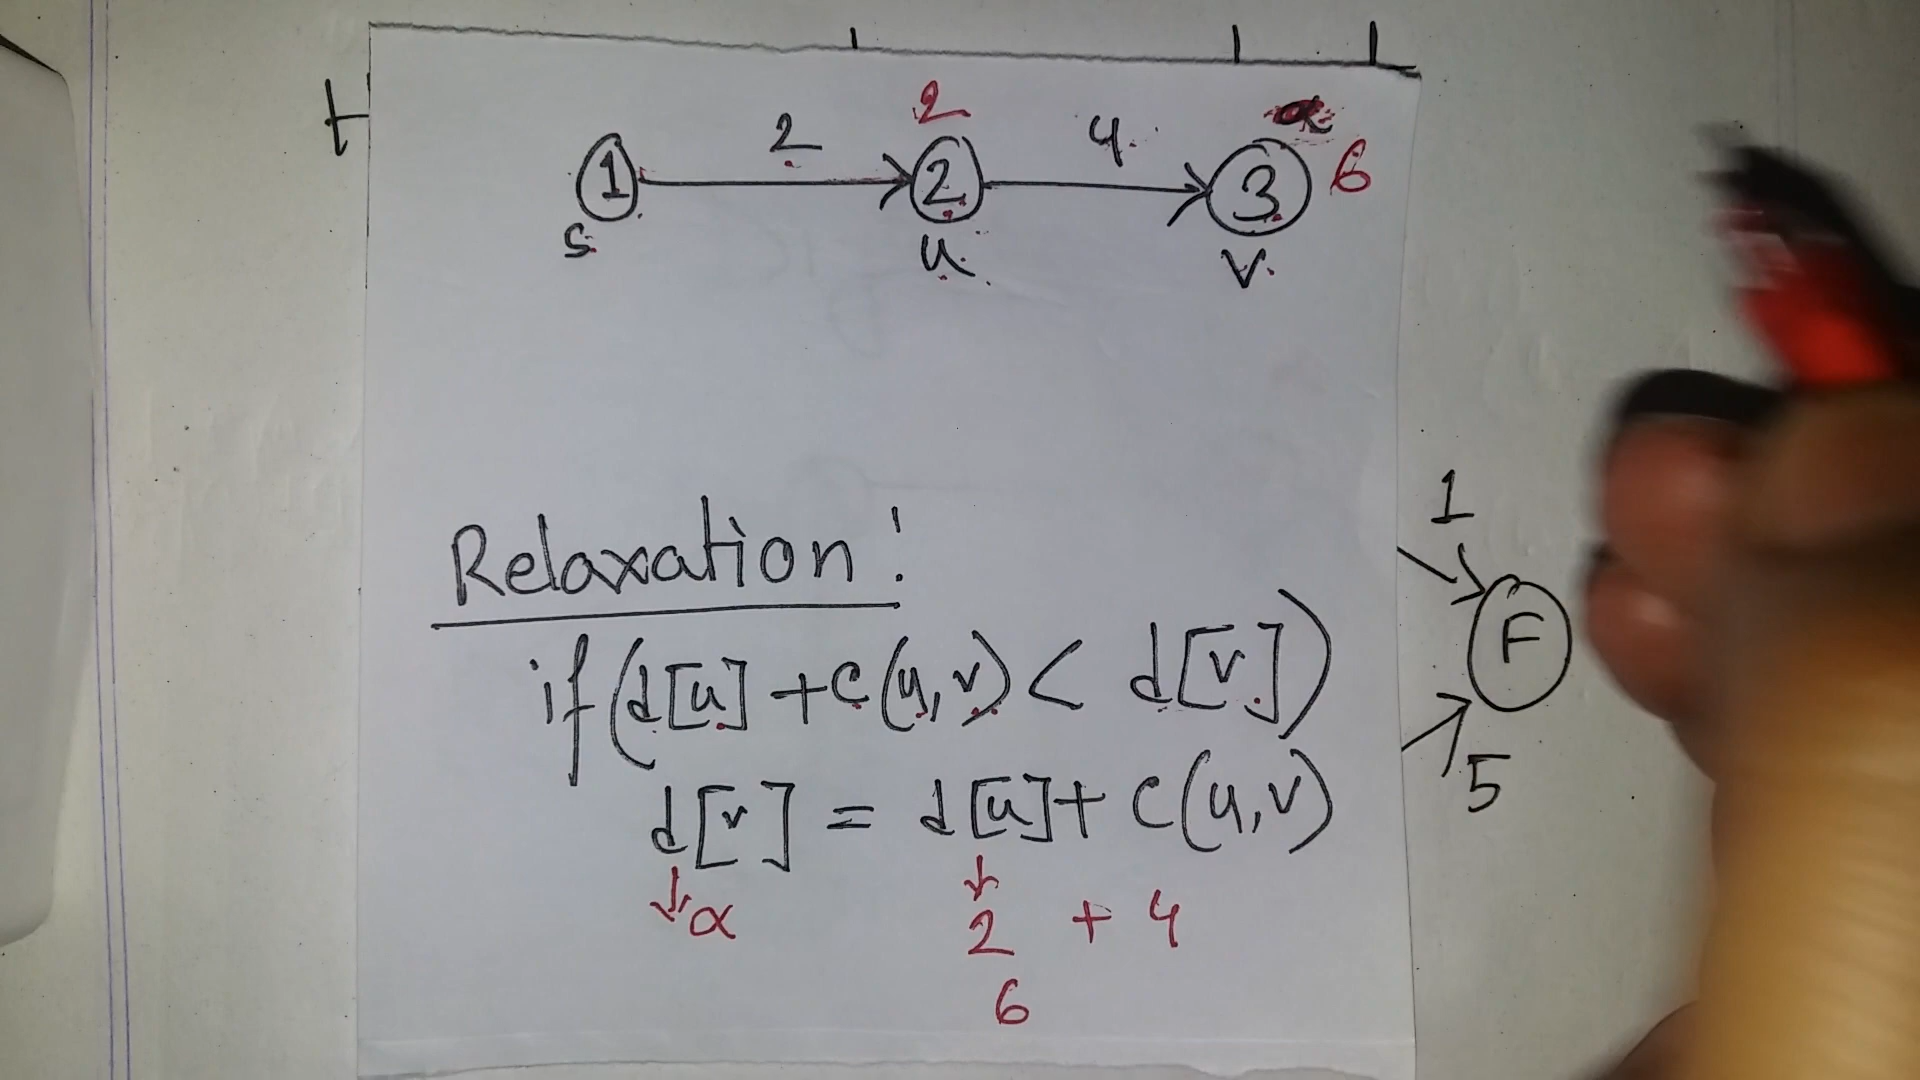 2
2 4 α
1 2 3 6
s u v
Relaxation :
if (d[u] + c(u,v) < d[v])
d[v] = d[u] + c(u,v)
α 2 + 4
6
1
F
5